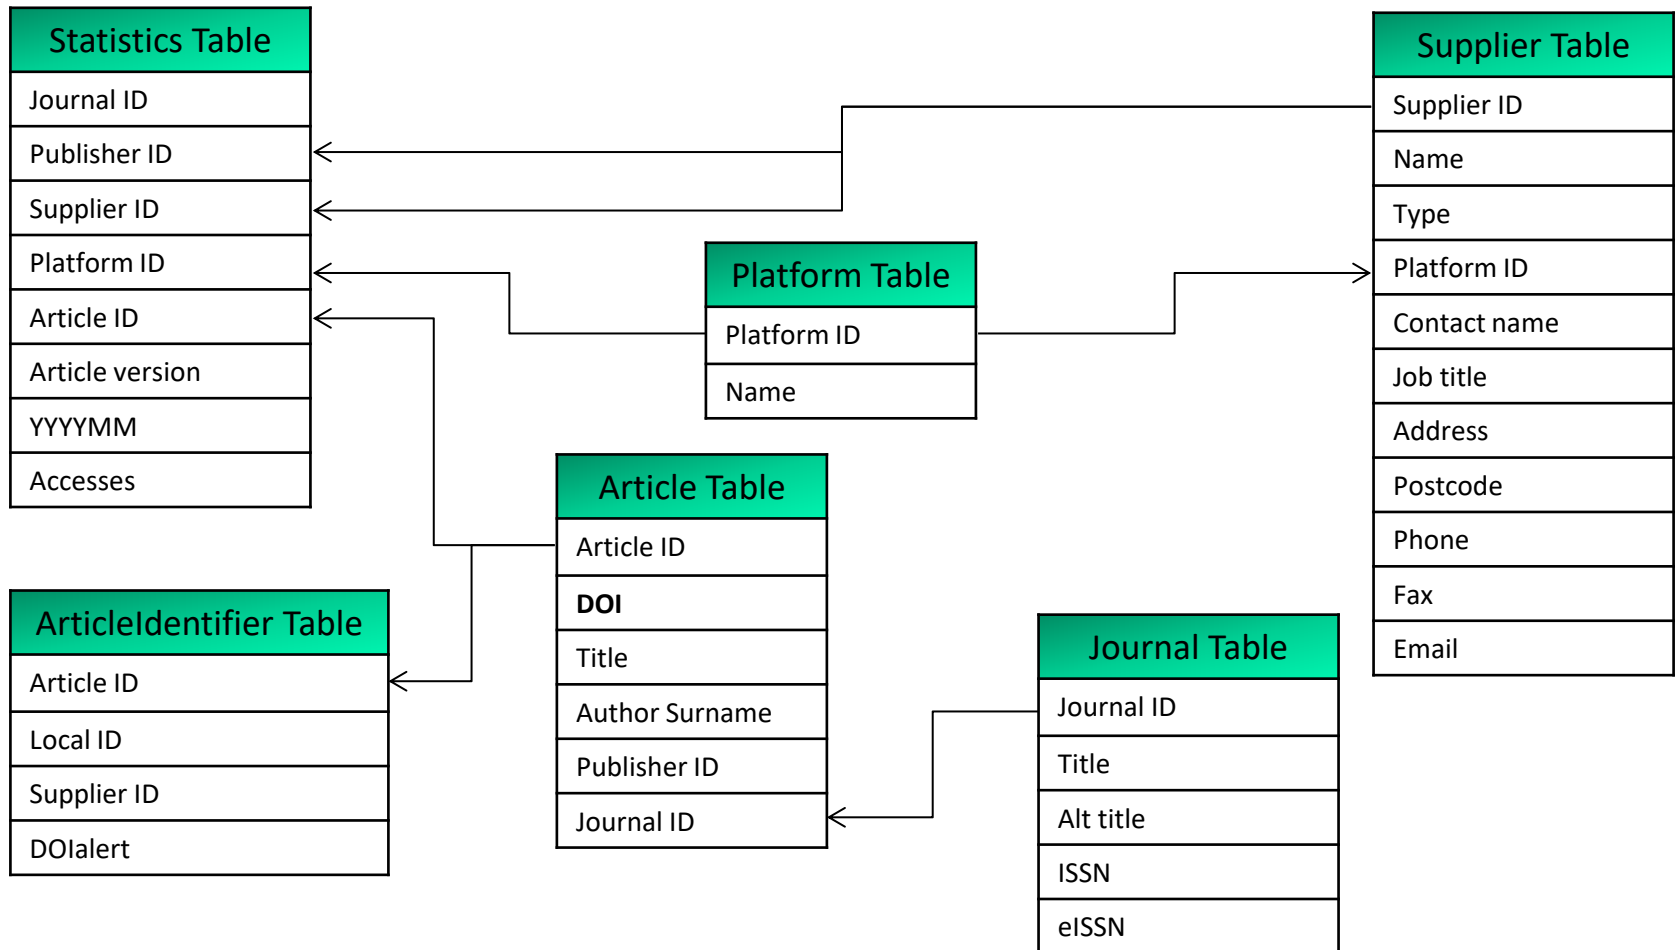 Statistics Table
Journal ID
Publisher ID
Supplier ID
Platform ID
Article ID
Article version
YYYYMM
Accesses
Supplier Table
Supplier ID
Name
Type
Platform ID
Contact name
Job title
Address
Postcode
Phone
Fax
Email
Platform Table
Platform ID
Name
Article Table
Article ID
DOI
Title
Author Surname
Publisher ID
Journal ID
ArticleIdentifier Table
Article ID
Local ID
Supplier ID
DOIalert
Journal Table
Journal ID
Title
Alt title
ISSN
eISSN